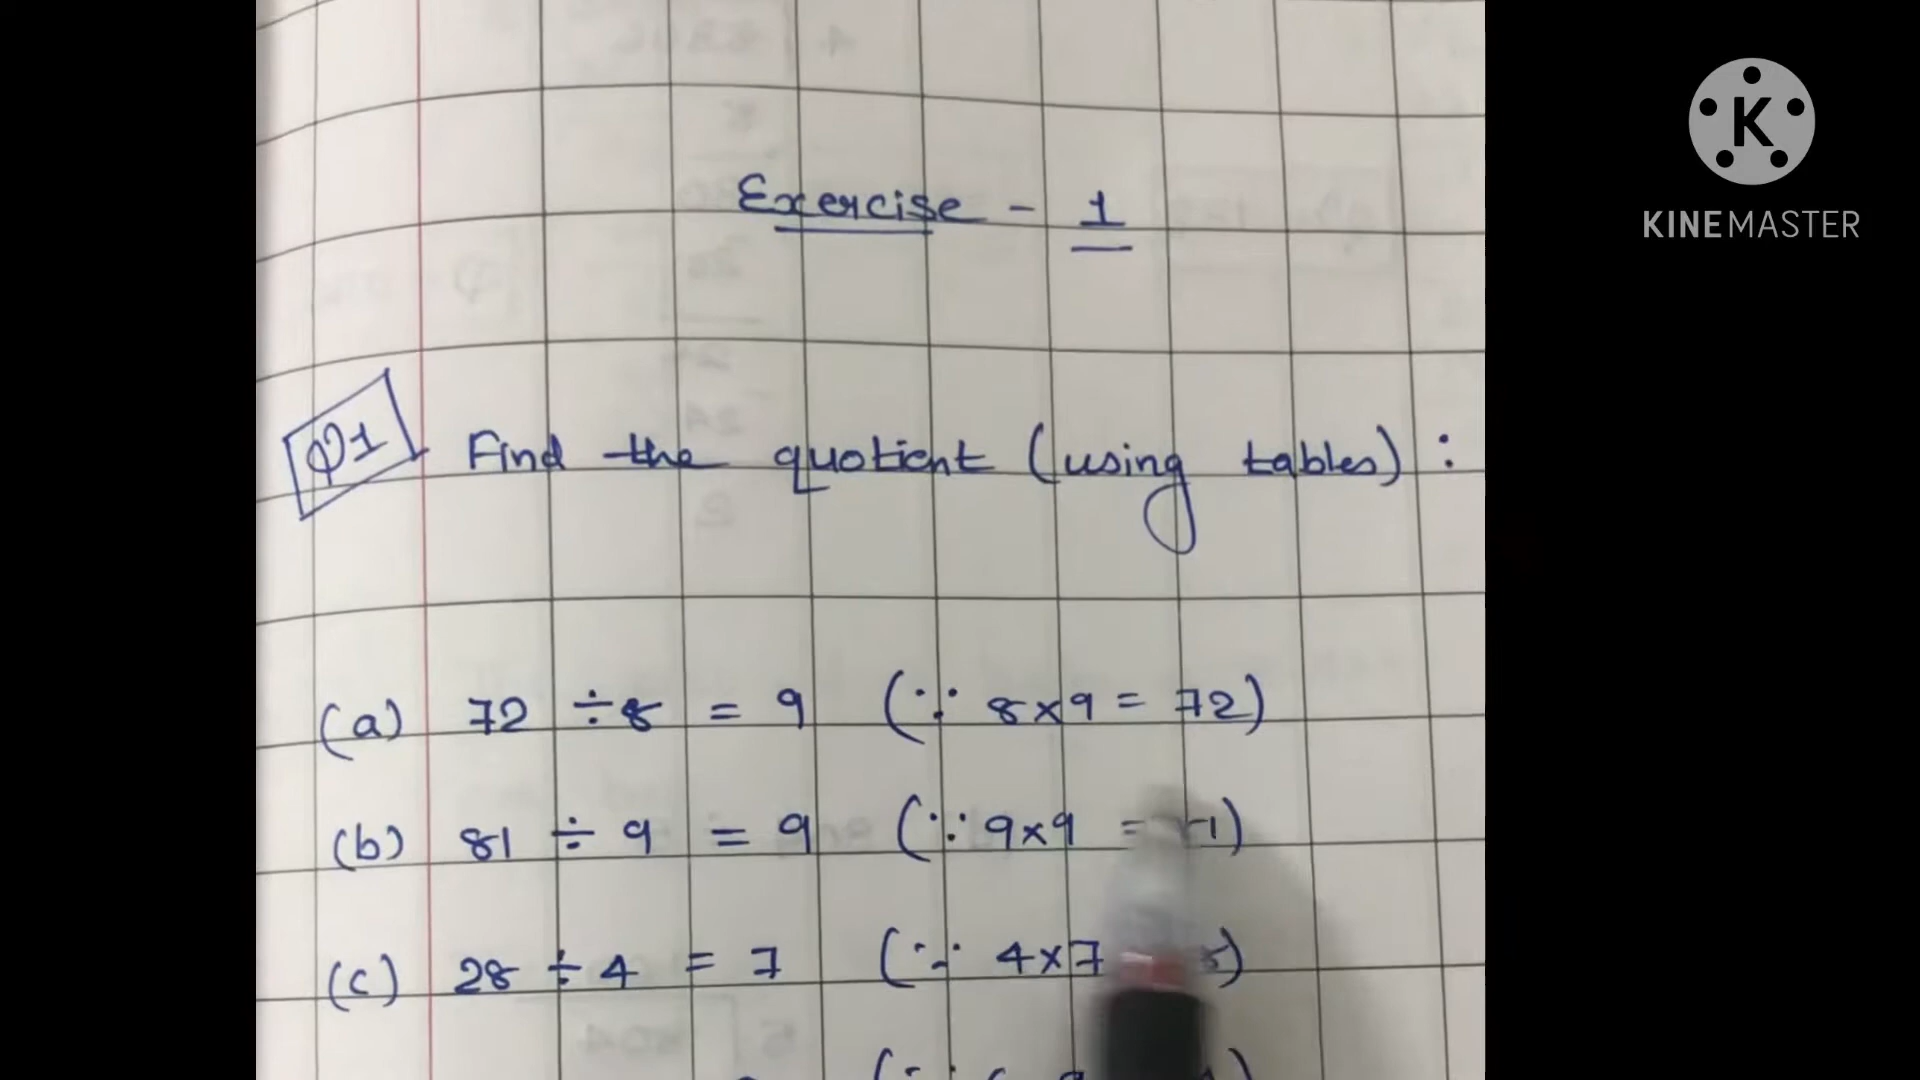 Exercise - 1
Q1 Find the quotient (using tables) :
(a) 72 ÷ 8 = 9 (∵ 8×9 = 72)
(b) 81 ÷ 9 = 9 (∵ 9×9 = 1)
(c) 28 ÷ 4 = 7 (∵ 4×7 )
K
KINEMASTER